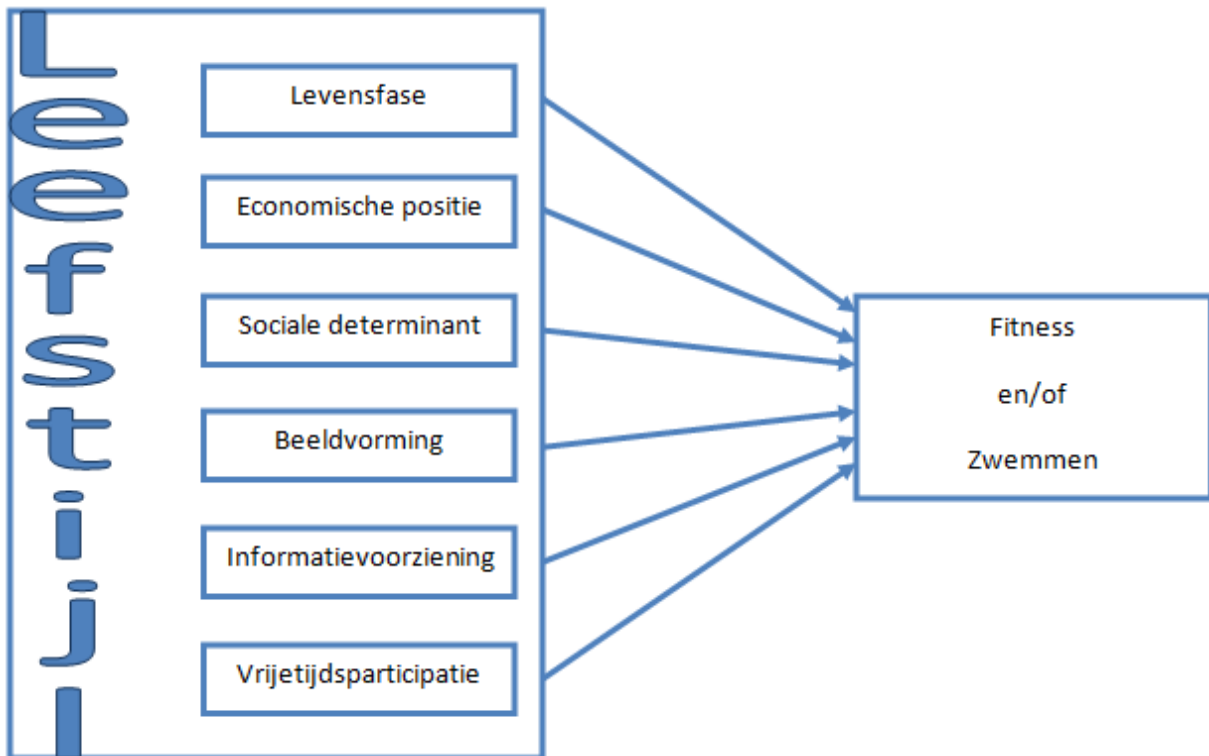 Leefstijl
Levensfase
Economische positie
Sociale determinant
Beeldvorming
Informatievoorziening
Vrijetijdsparticipatie
Fitness
en/of
Zwemmen